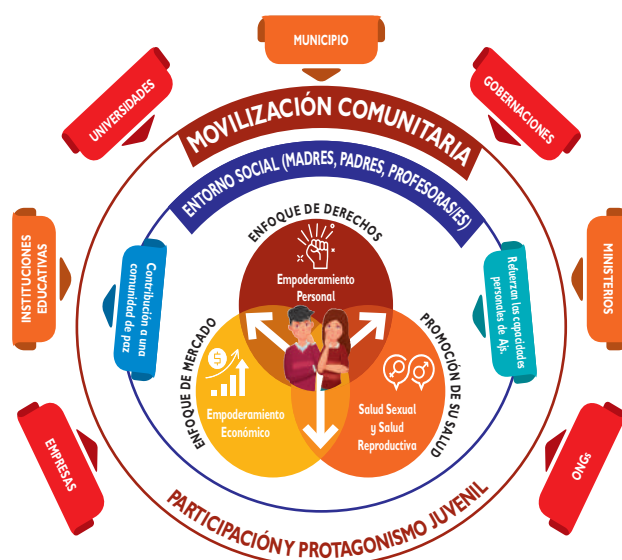 MUNICIPIO
UNIVERSIDADES
GOBERNACIONES
MOVILIZACIÓN COMUNITARIA
ENTORNO SOCIAL (MADRES, PADRES, PROFESORAS/ES)
INSTITUCIONES
EDUCATIVAS
MINISTERIOS
Contribución a una
comunidad de paz
Refuerzan las capacidades
personales de AJs.
ENFOQUE DE DERECHOS
Empoderamiento
Personal
ENFOQUE DE MERCADO
$
Empoderamiento
Económico
PROMOCIÓN DE SU SALUD
Salud Sexual
y Salud
Reproductiva
EMPRESAS
ONGs
PARTICIPACIÓN Y PROTAGONISMO JUVENIL